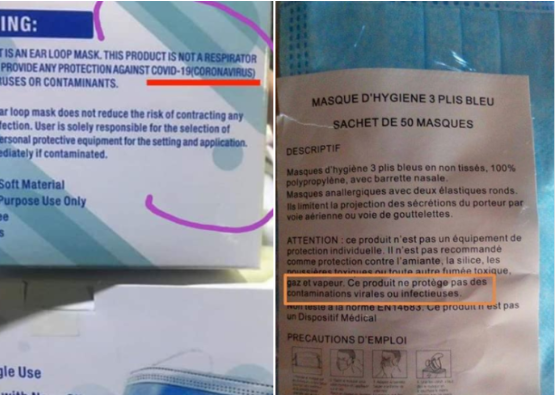 ING:
T IS AN EAR LOOP MASK. THIS PRODUCT IS NOT A RESPIRATOR
PROVIDE ANY PROTECTION AGAINST COVID-19(CORONAVIRUS)
USES OR CONTAMINANTS.
ar loop mask does not reduce the risk of contracting any
fection. User is solely responsible for the selection of
ersonal protective equipment for the setting and application.
ediately if contaminated.
Soft Material
Purpose Use Only
ee
s
gle Use
MASQUE D'HYGIENE 3 PLIS BLEU
SACHET DE 50 MASQUES
DESCRIPTIF
Masques d'hygiène 3 plis bleus en non tissés, 100%
polypropylène, avec barrette nasale.
Masques anallergiques avec deux élastiques ronds.
Ils limitent la projection des sécrétions du porteur par
voie aérienne ou voie de gouttelettes.
ATTENTION : ce produit n'est pas un équipement de
protection individuelle. Il n'est pas recommandé
comme protection contre l'amiante, la silice, les
poussières toxiques ou toute autre fumée toxique,
gaz et vapeur. Ce produit ne protège pas des
contaminations virales ou infectieuses.
Non testé à la norme EN14683. Ce produit n'est pas
un Dispositif Médical
PRECAUTIONS D'EMPLOI